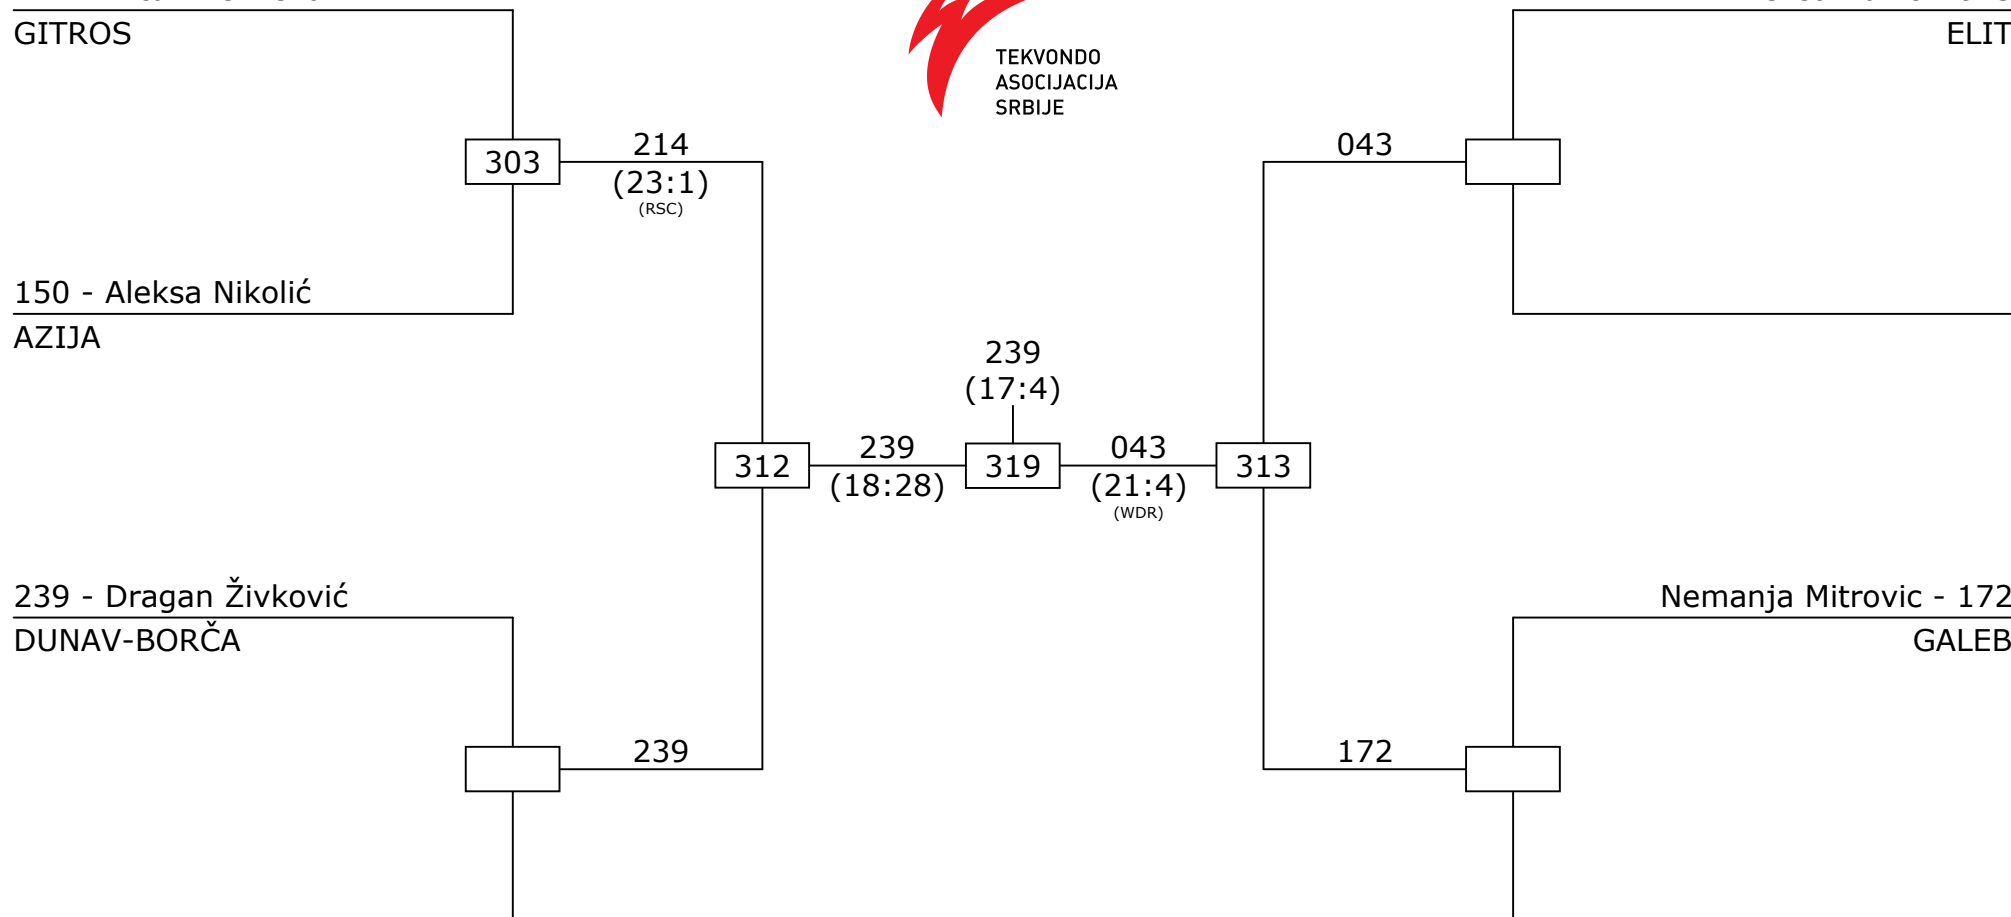 GITROS
ELIT
TEKVONDO
ASOCIJACIJA
SRBIJE
303
214
(23:1)
(RSC)
043
150 - Aleksa Nikolić
AZIJA
239
(17:4)
312
239
(18:28)
319
043
(21:4)
(WDR)
313
239 - Dragan Živković
DUNAV-BORČA
Nemanja Mitrovic - 172
GALEB
239
172